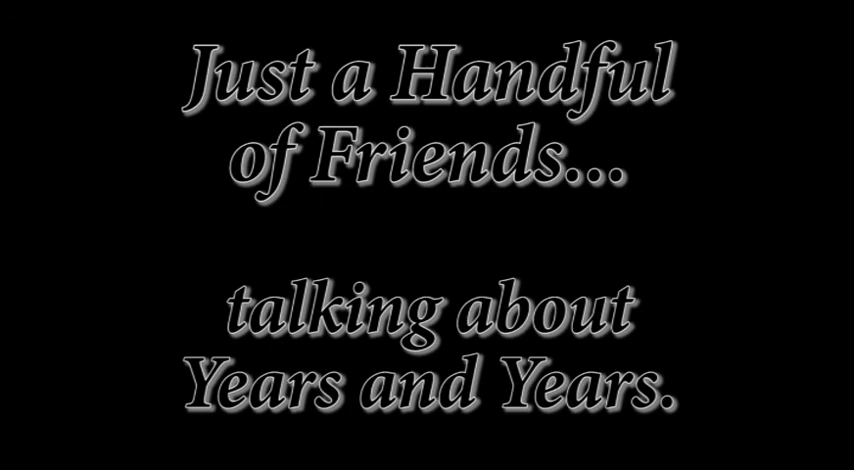 Just a Handful
of Friends...
talking about
Years and Years.